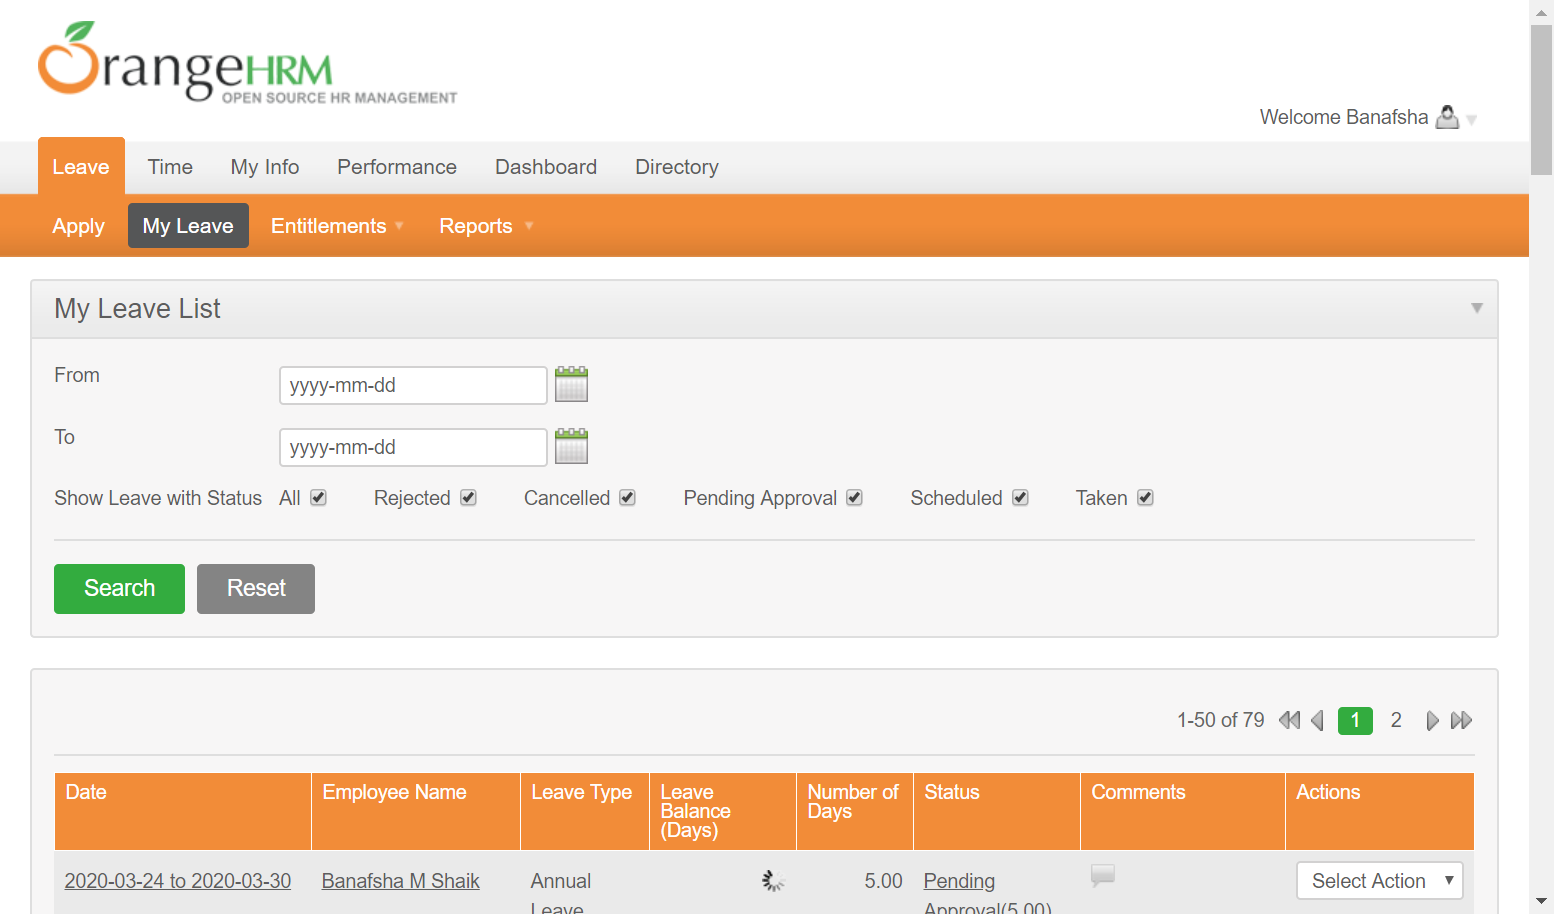 OrangeHRM
OPEN SOURCE HR MANAGEMENT
Welcome Banafsha
Leave Time My Info Performance Dashboard Directory
Apply My Leave Entitlements Reports
My Leave List
From yyyy-mm-dd
To yyyy-mm-dd
Show Leave with Status All Rejected Cancelled Pending Approval Scheduled Taken
Search Reset
1-50 of 79 1 2
Date Employee Name Leave Type Leave Balance (Days) Number of Days Status Comments Actions
2020-03-24 to 2020-03-30 Banafsha M Shaik Annual Leave 5.00 Pending Approval(5.00) Select Action